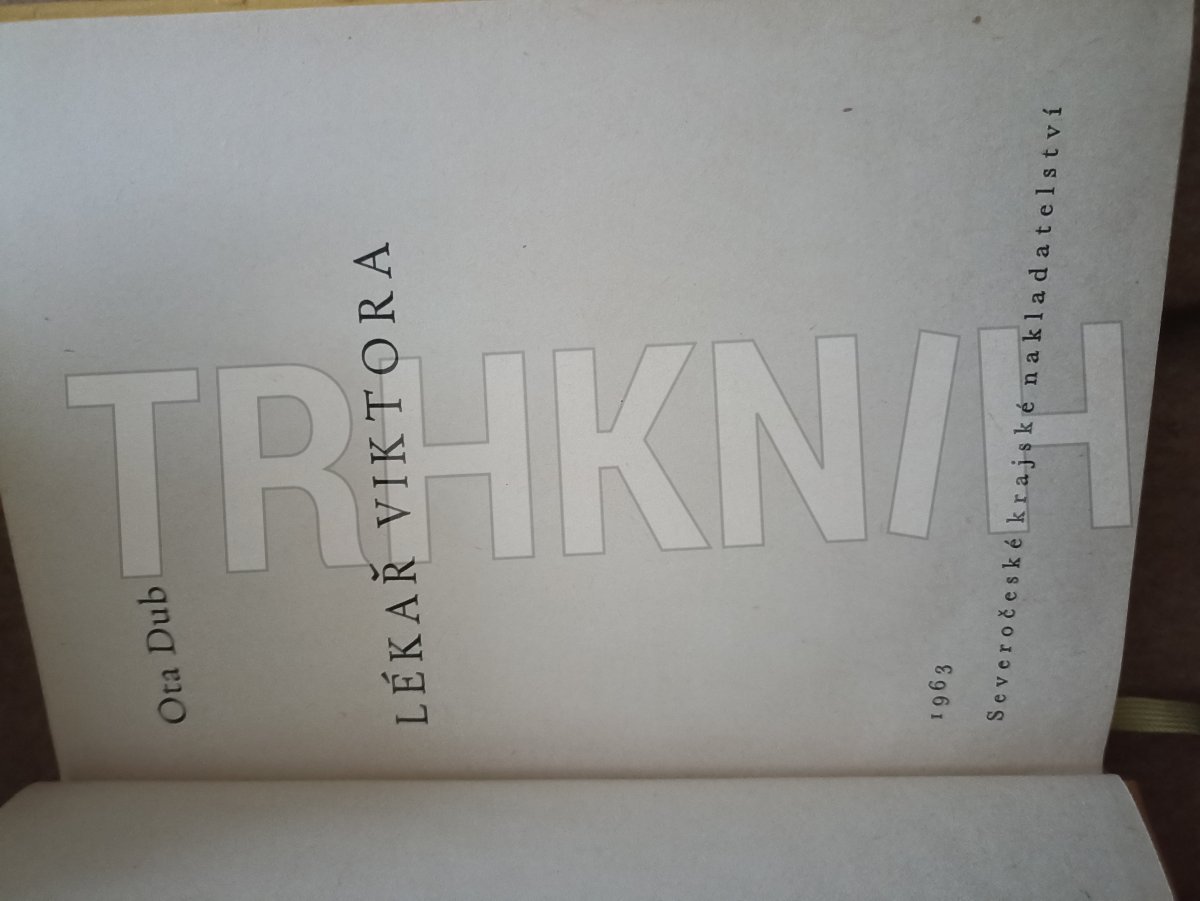 Ota Dub
LÉKAŘ VIKTORA
1963
Severočeské krajské nakladatelství
TRHKNIH